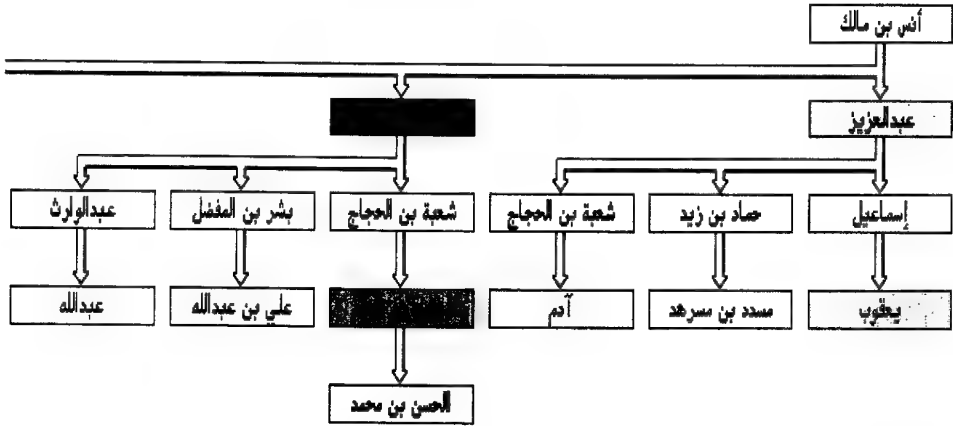 أنس بن مالك
عبدالعزيز
إسماعيل
حماد بن زيد
شعبة بن الحجاج
شعبة بن الحجاج
بشر بن المفضل
عبدالوارث
يعقوب
مسدد بن مسرهد
آدم
علي بن عبدالله
عبدالله
الحسن بن محمد